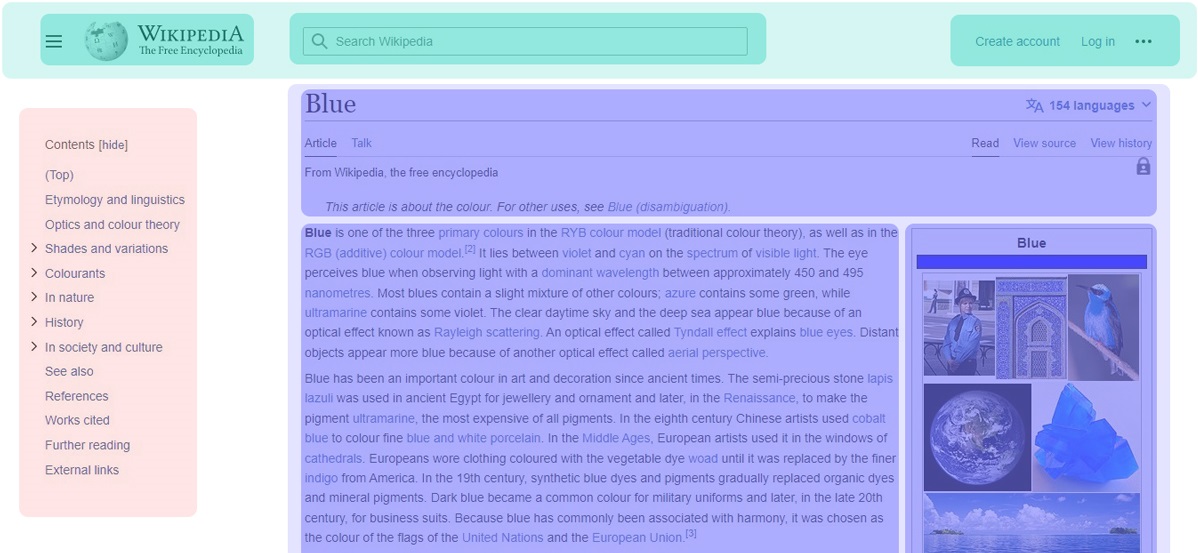 WIKIPEDIA
The Free Encyclopedia
Search Wikipedia
Create account Log in •••
Contents [hide]
(Top)
Etymology and linguistics
Optics and colour theory
Shades and variations
Colourants
In nature
History
In society and culture
See also
References
Works cited
Further reading
External links
Blue
154 languages
Article Talk
Read View source View history
From Wikipedia, the free encyclopedia
This article is about the colour. For other uses, see Blue (disambiguation).
Blue is one of the three primary colours in the RYB colour model (traditional colour theory), as well as in the
RGB (additive) colour model.[2] It lies between violet and cyan on the spectrum of visible light. The eye
perceives blue when observing light with a dominant wavelength between approximately 450 and 495
nanometres. Most blues contain a slight mixture of other colours; azure contains some green, while
ultramarine contains some violet. The clear daytime sky and the deep sea appear blue because of an
optical effect known as Rayleigh scattering. An optical effect called Tyndall effect explains blue eyes. Distant
objects appear more blue because of another optical effect called aerial perspective.
Blue has been an important colour in art and decoration since ancient times. The semi-precious stone lapis
lazuli was used in ancient Egypt for jewellery and ornament and later, in the Renaissance, to make the
pigment ultramarine, the most expensive of all pigments. In the eighth century Chinese artists used cobalt
blue to colour fine blue and white porcelain. In the Middle Ages, European artists used it in the windows of
cathedrals. Europeans wore clothing coloured with the vegetable dye woad until it was replaced by the finer
indigo from America. In the 19th century, synthetic blue dyes and pigments gradually replaced organic dyes
and mineral pigments. Dark blue became a common colour for military uniforms and later, in the late 20th
century, for business suits. Because blue has commonly been associated with harmony, it was chosen as
the colour of the flags of the United Nations and the European Union.[3]
Blue